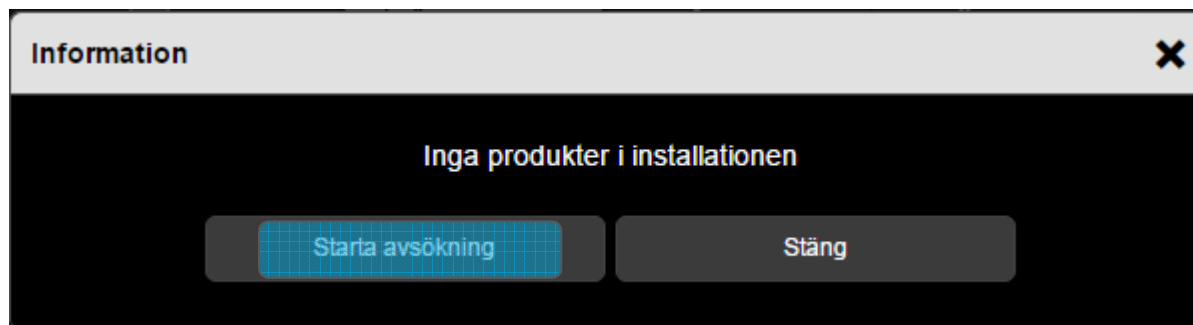 Information
Inga produkter i installationen
Starta avsökning
Stäng